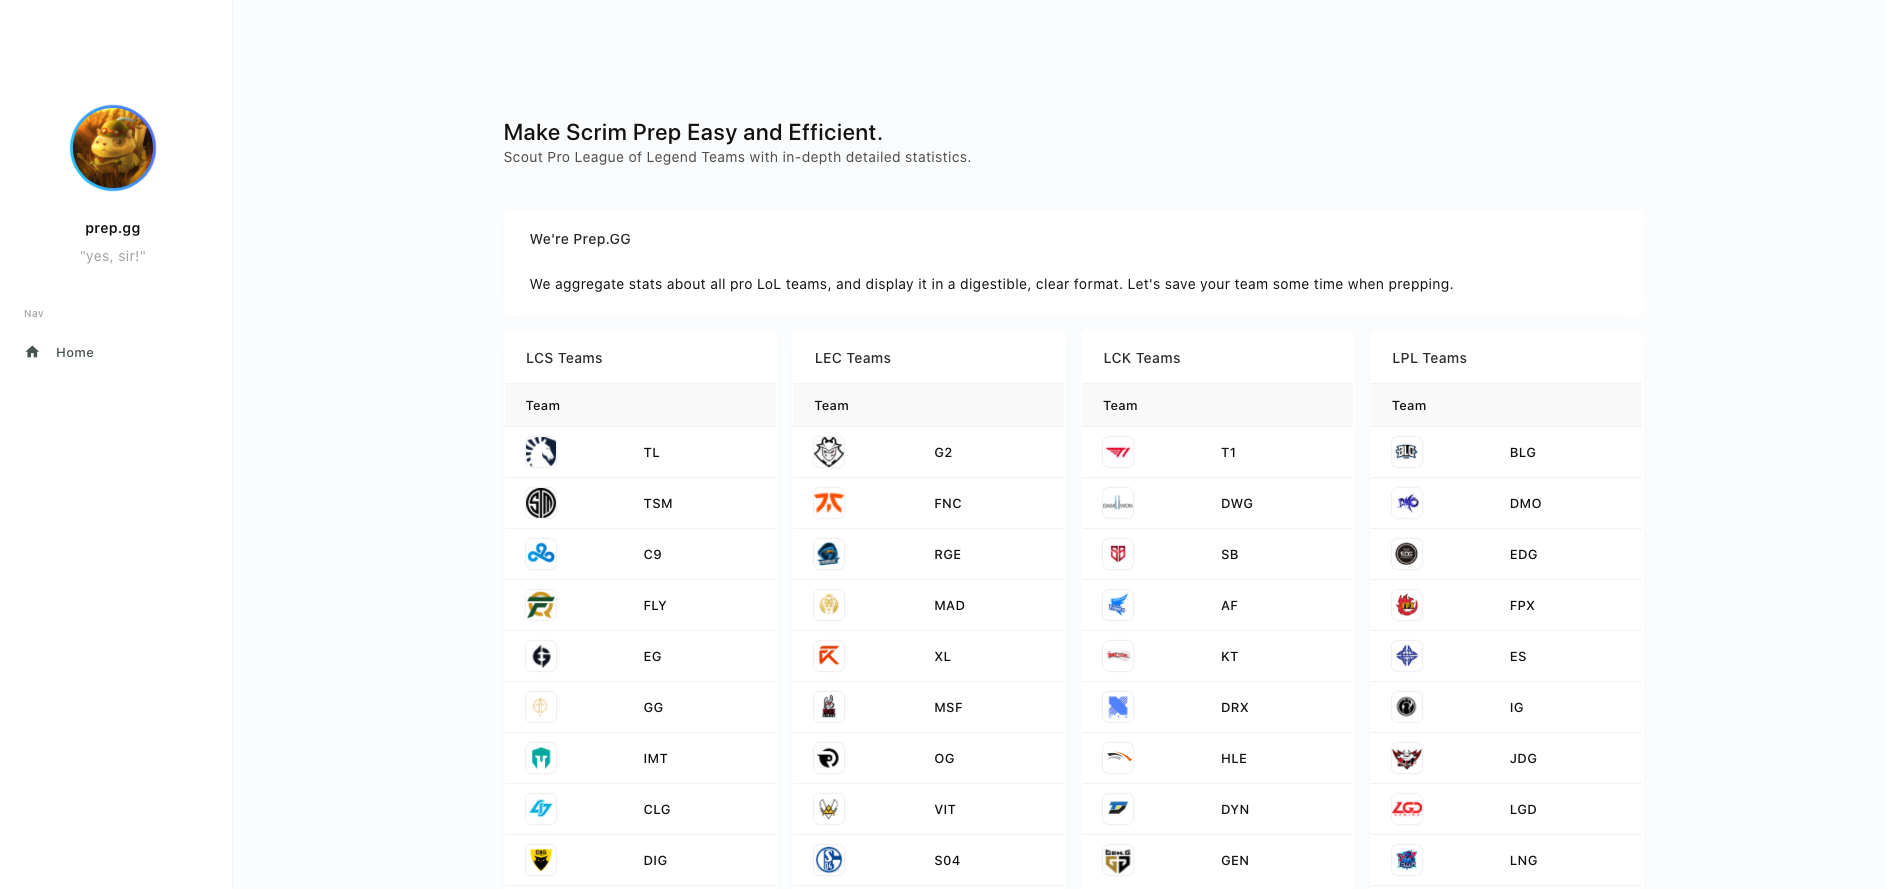 prep.gg
"yes, sir!"
Nav
Home
Make Scrim Prep Easy and Efficient.
Scout Pro League of Legend Teams with in-depth detailed statistics.
We're Prep.GG
We aggregate stats about all pro LoL teams, and display it in a digestible, clear format. Let's save your team some time when prepping.
LCS Teams
Team
TL
TSM
C9
FLY
EG
GG
IMT
CLG
DIG
LEC Teams
Team
G2
FNC
RGE
MAD
XL
MSF
OG
VIT
S04
LCK Teams
Team
T1
DWG
SB
AF
KT
DRX
HLE
DYN
GEN
LPL Teams
Team
BLG
DMO
EDG
FPX
ES
IG
JDG
LGD
LNG